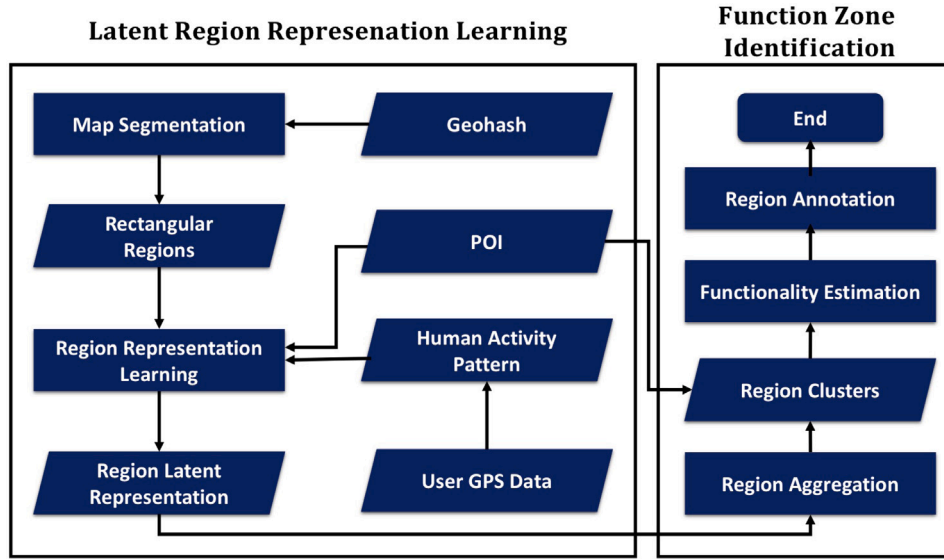 Latent Region Represenation Learning
Map Segmentation
Geohash
Rectangular
Regions
POI
Region Representation
Learning
Human Activity
Pattern
Region Latent
Representation
User GPS Data
Function Zone
Identification
End
Region Annotation
Functionality Estimation
Region Clusters
Region Aggregation